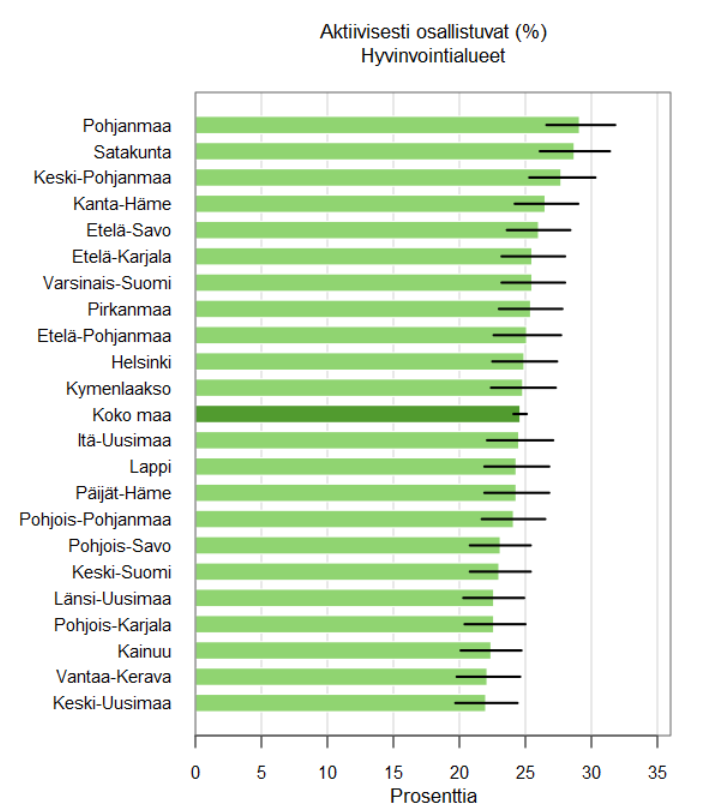 Aktiivisesti osallistuvat (%)
Hyvinvointialueet
Pohjanmaa
Satakunta
Keski-Pohjanmaa
Kanta-Häme
Etelä-Savo
Etelä-Karjala
Varsinais-Suomi
Pirkanmaa
Etelä-Pohjanmaa
Helsinki
Kymenlaakso
Koko maa
Itä-Uusimaa
Lappi
Päijät-Häme
Pohjois-Pohjanmaa
Pohjois-Savo
Keski-Suomi
Länsi-Uusimaa
Pohjois-Karjala
Kainuu
Vantaa-Kerava
Keski-Uusimaa
0 5 10 15 20 25 30 35
Prosenttia